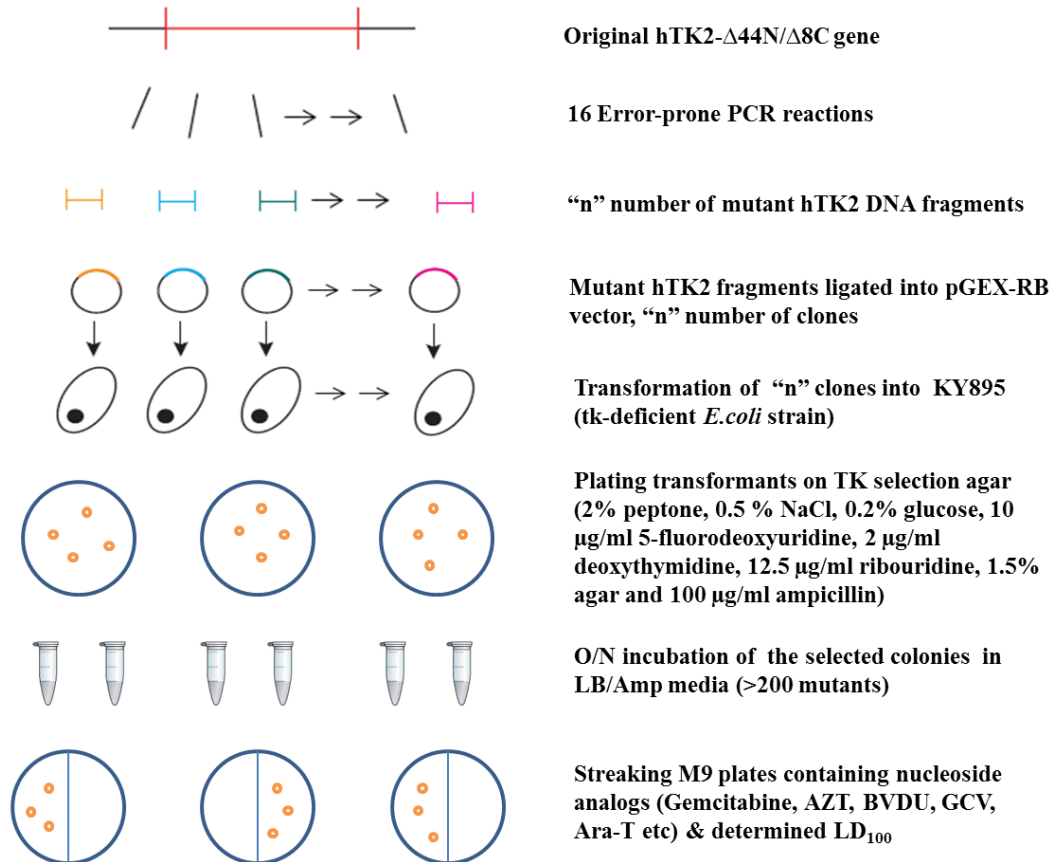 Original hTK2-Δ44N/Δ8C gene
16 Error-prone PCR reactions
“n” number of mutant hTK2 DNA fragments
Mutant hTK2 fragments ligated into pGEX-RB
vector, “n” number of clones
Transformation of “n” clones into KY895
(tk-deficient E.coli strain)
Plating transformants on TK selection agar
(2% peptone, 0.5 % NaCl, 0.2% glucose, 10
µg/ml 5-fluorodeoxyuridine, 2 µg/ml
deoxythymidine, 12.5 µg/ml ribouridine, 1.5%
agar and 100 µg/ml ampicillin)
O/N incubation of the selected colonies in
LB/Amp media (>200 mutants)
Streaking M9 plates containing nucleoside
analogs (Gemcitabine, AZT, BVDU, GCV,
Ara-T etc) & determined LD₁₀₀